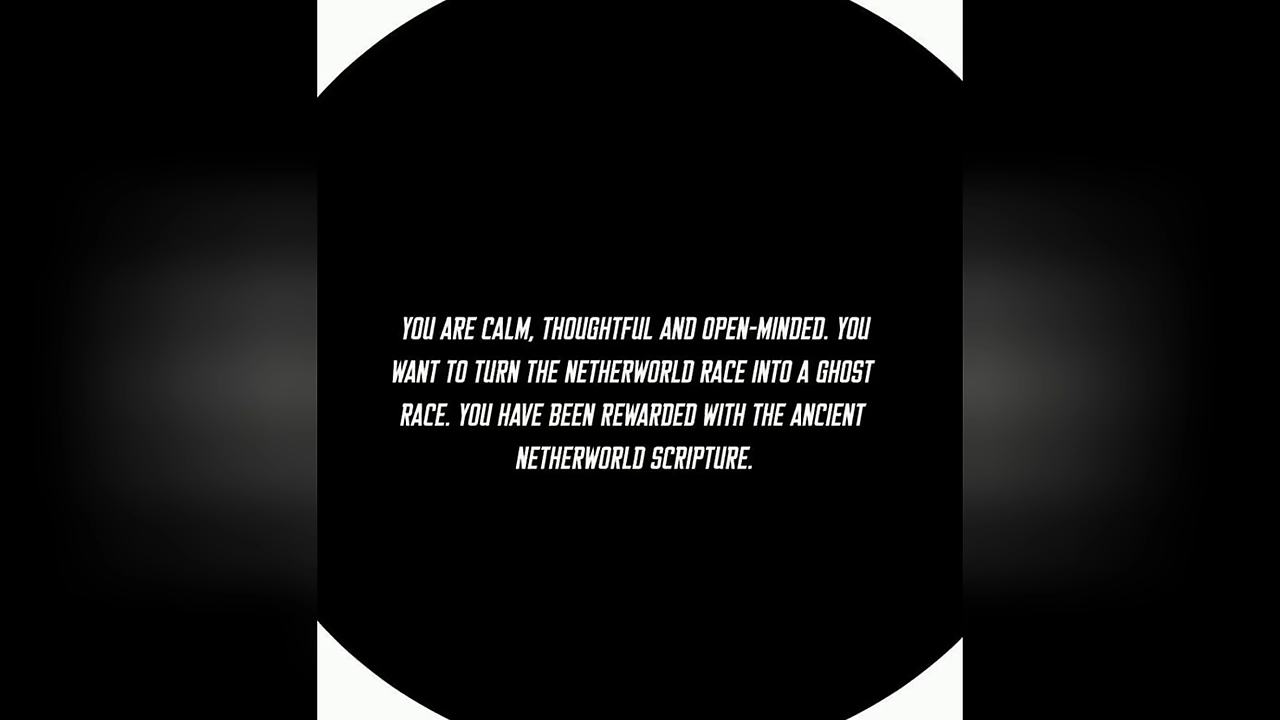 YOU ARE CALM, THOUGHTFUL AND OPEN-MINDED. YOU
WANT TO TURN THE NETHERWORLD RACE INTO A GHOST
RACE. YOU HAVE BEEN REWARDED WITH THE ANCIENT
NETHERWORLD SCRIPTURE.